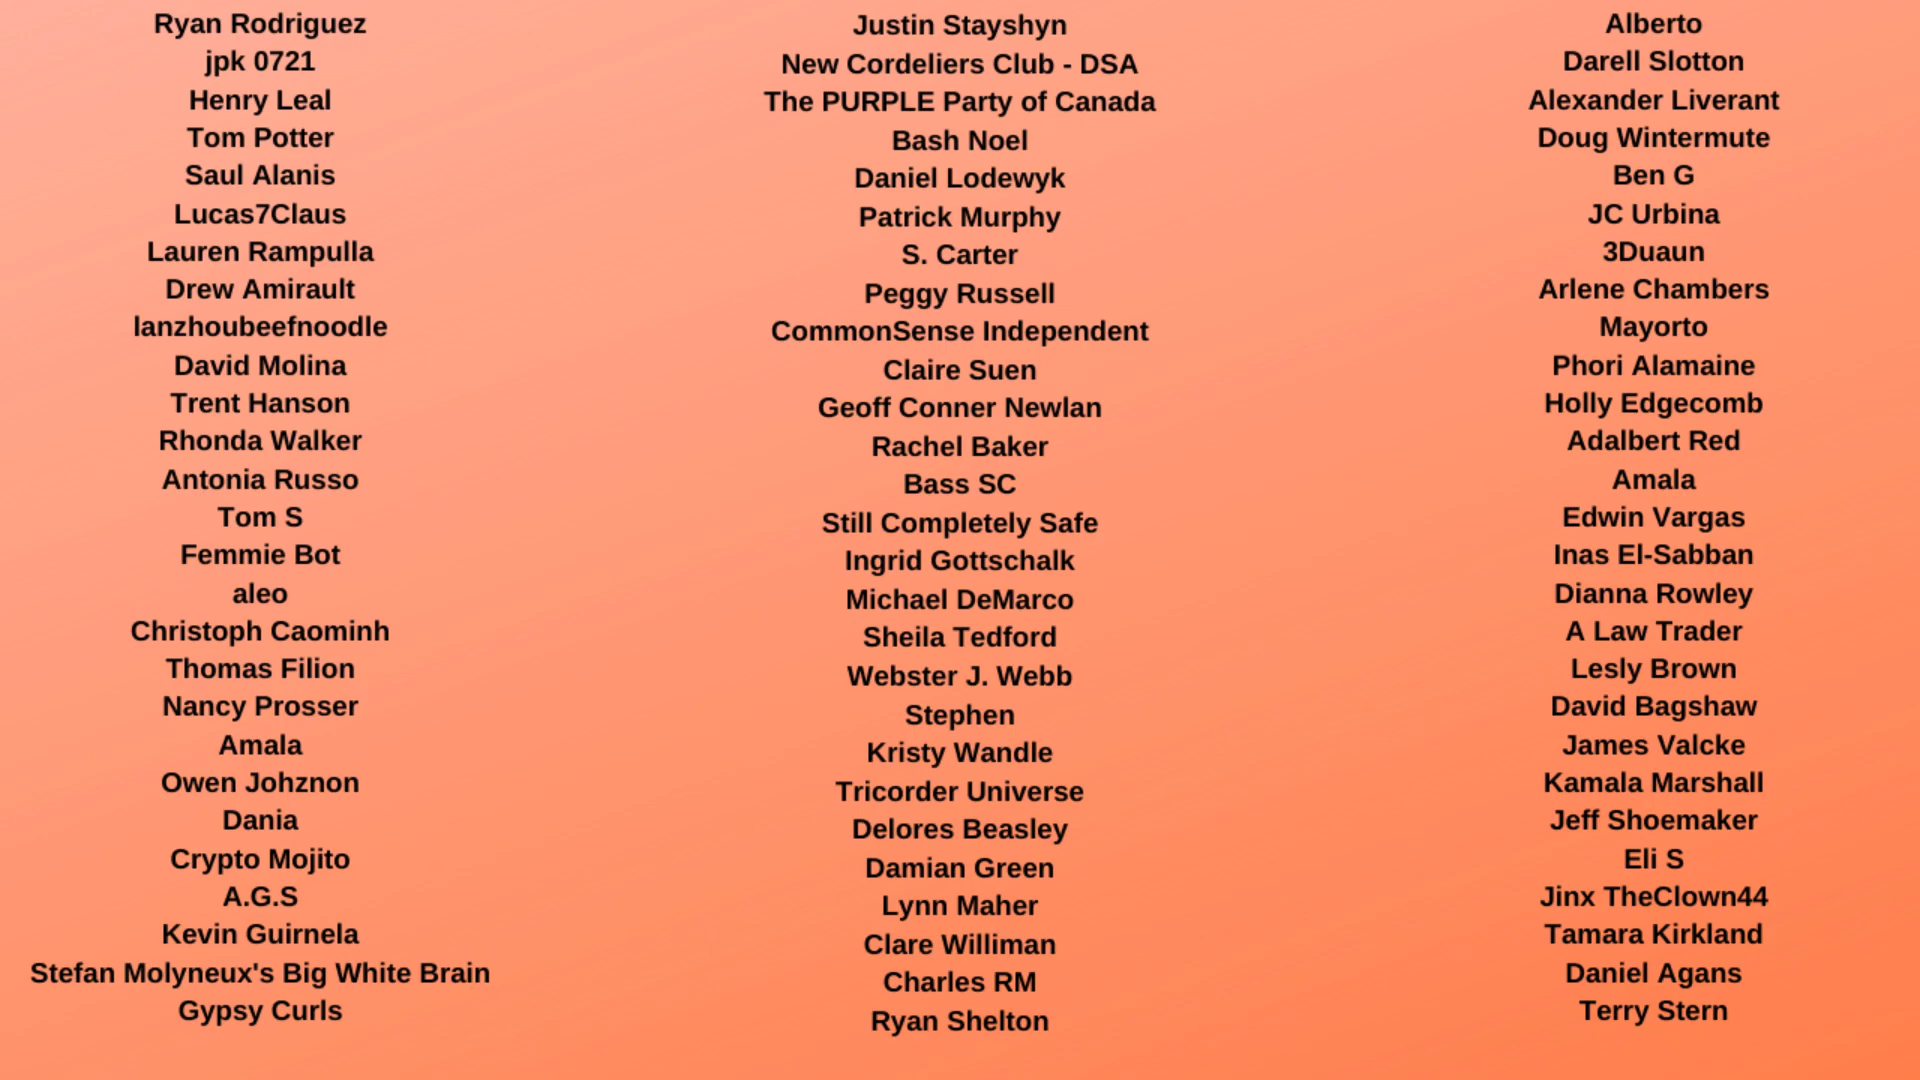 Ryan Rodriguez
jpk 0721
Henry Leal
Tom Potter
Saul Alanis
Lucas7Claus
Lauren Rampulla
Drew Amirault
lanzhoubeefnoodle
David Molina
Trent Hanson
Rhonda Walker
Antonia Russo
Tom S
Femmie Bot
aleo
Christoph Caominh
Thomas Filion
Nancy Prosser
Amala
Owen Johznon
Dania
Crypto Mojito
A.G.S
Kevin Guirnela
Stefan Molyneux's Big White Brain
Gypsy Curls
Justin Stayshyn
New Cordeliers Club - DSA
The PURPLE Party of Canada
Bash Noel
Daniel Lodewyk
Patrick Murphy
S. Carter
Peggy Russell
CommonSense Independent
Claire Suen
Geoff Conner Newlan
Rachel Baker
Bass SC
Still Completely Safe
Ingrid Gottschalk
Michael DeMarco
Sheila Tedford
Webster J. Webb
Stephen
Kristy Wandle
Tricorder Universe
Delores Beasley
Damian Green
Lynn Maher
Clare Williman
Charles RM
Ryan Shelton
Alberto
Darell Slotton
Alexander Liverant
Doug Wintermute
Ben G
JC Urbina
3Duaun
Arlene Chambers
Mayorto
Phori Alamaine
Holly Edgecomb
Adalbert Red
Amala
Edwin Vargas
Inas El-Sabban
Dianna Rowley
A Law Trader
Lesly Brown
David Bagshaw
James Valcke
Kamala Marshall
Jeff Shoemaker
Eli S
Jinx TheClown44
Tamara Kirkland
Daniel Agans
Terry Stern